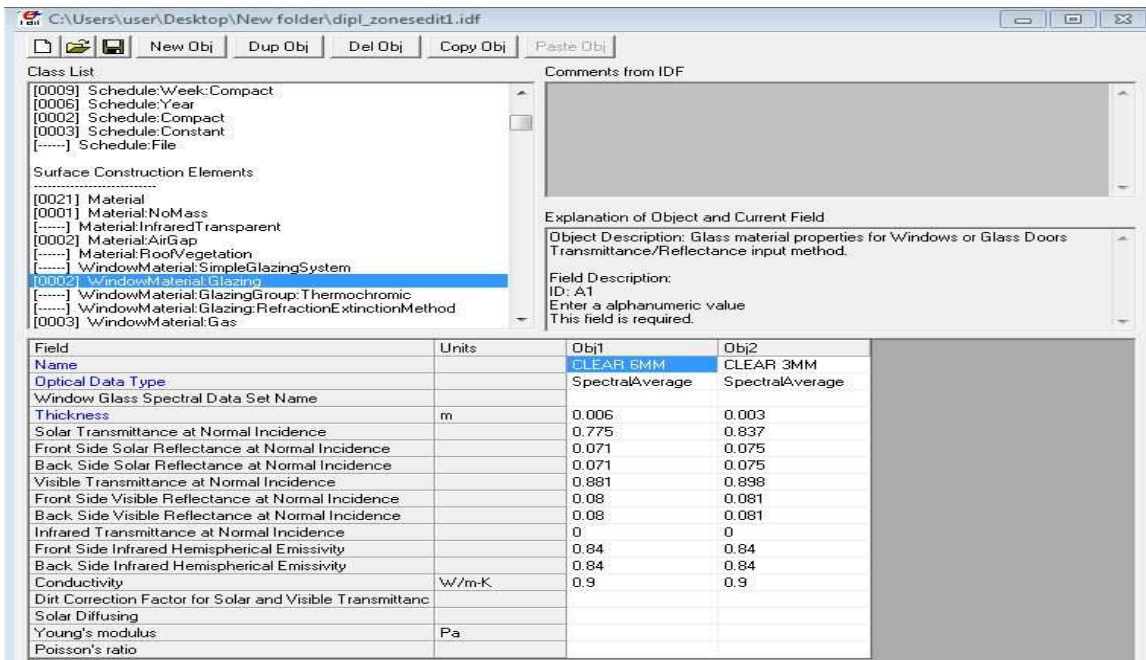 C:\Users\user\Desktop\New folder\dipl_zonesedit1.idf
New Obj Dup Obj Del Obj Copy Obj Paste Obj
Class List
[0009] Schedule:Week:Compact
[0006] Schedule:Year
[0002] Schedule:Compact
[0003] Schedule:Constant
[------] Schedule:File
Surface Construction Elements
--------------------------
[0021] Material
[0001] Material:NoMass
[------] Material:InfraredTransparent
[0002] Material:AirGap
[------] Material:RoofVegetation
[------] WindowMaterial:SimpleGlazingSystem
[0002] WindowMaterial:Glazing
[------] WindowMaterial:GlazingGroup:Thermochromic
[------] WindowMaterial:Glazing:RefractionExtinctionMethod
[0003] WindowMaterial:Gas
Comments from IDF
Explanation of Object and Current Field
Object Description: Glass material properties for Windows or Glass Doors
Transmittance/Reflectance input method.
Field Description:
ID: A1
Enter a alphanumeric value
This field is required.
Field Units Obj1 Obj2
Name CLEAR 6MM CLEAR 3MM
Optical Data Type SpectralAverage SpectralAverage
Window Glass Spectral Data Set Name
Thickness m 0.006 0.003
Solar Transmittance at Normal Incidence 0.775 0.837
Front Side Solar Reflectance at Normal Incidence 0.071 0.075
Back Side Solar Reflectance at Normal Incidence 0.071 0.075
Visible Transmittance at Normal Incidence 0.881 0.898
Front Side Visible Reflectance at Normal Incidence 0.08 0.081
Back Side Visible Reflectance at Normal Incidence 0.08 0.081
Infrared Transmittance at Normal Incidence 0 0
Front Side Infrared Hemispherical Emissivity 0.84 0.84
Back Side Infrared Hemispherical Emissivity 0.84 0.84
Conductivity W/m-K 0.9 0.9
Dirt Correction Factor for Solar and Visible Transmittanc
Solar Diffusing
Young's modulus Pa
Poisson's ratio